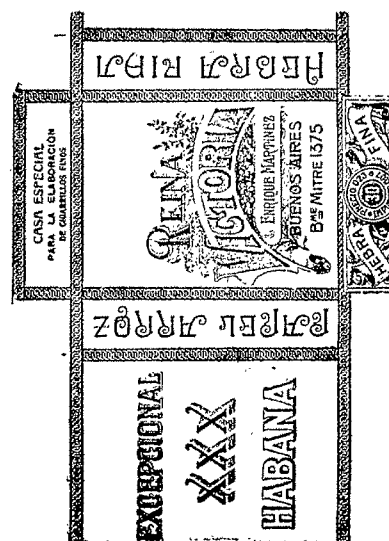 HEBRA FINA
CASA ESPECIAL
PARA LA ELABORACION
DE CIGARRILLOS FINOS
REINA
VICTORIA
ENRIQUE MARTINEZ
BUENOS AIRES
Bme MITRE 1375
HEBRA FINA
30
PAPEL ARROZ
EXCEPCIONAL
XXX
HABANA